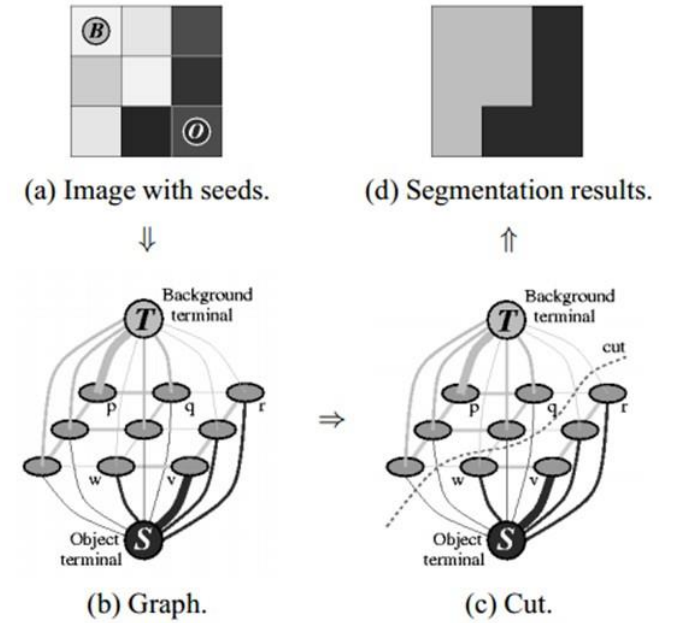 B
O
(a) Image with seeds.
(d) Segmentation results.
⇓
⇑
Background
terminal
T
p
q
r
w
v
Object
terminal
S
(b) Graph.
⇒
Background
terminal
T
cut
p
q
r
w
v
Object
terminal
S
(c) Cut.